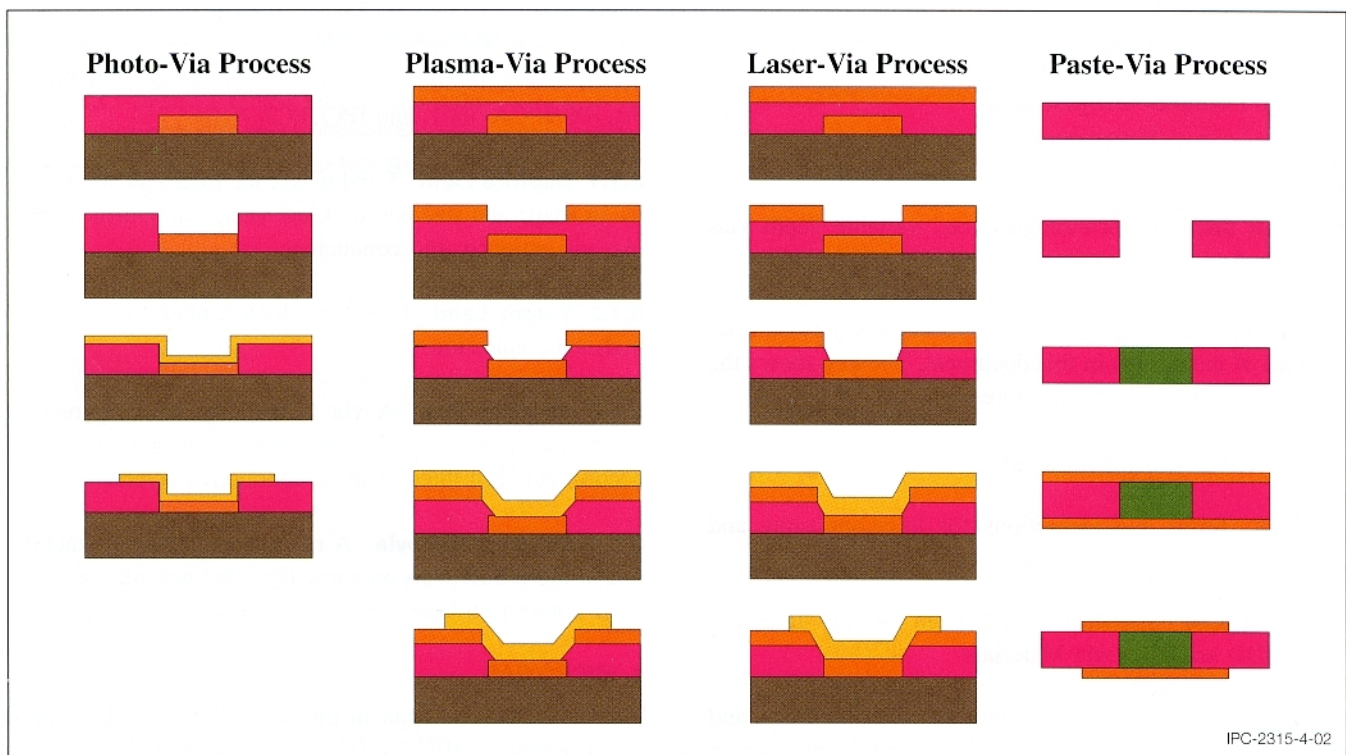 Photo-Via Process
Plasma-Via Process
Laser-Via Process
Paste-Via Process
IPC-2315-4-02